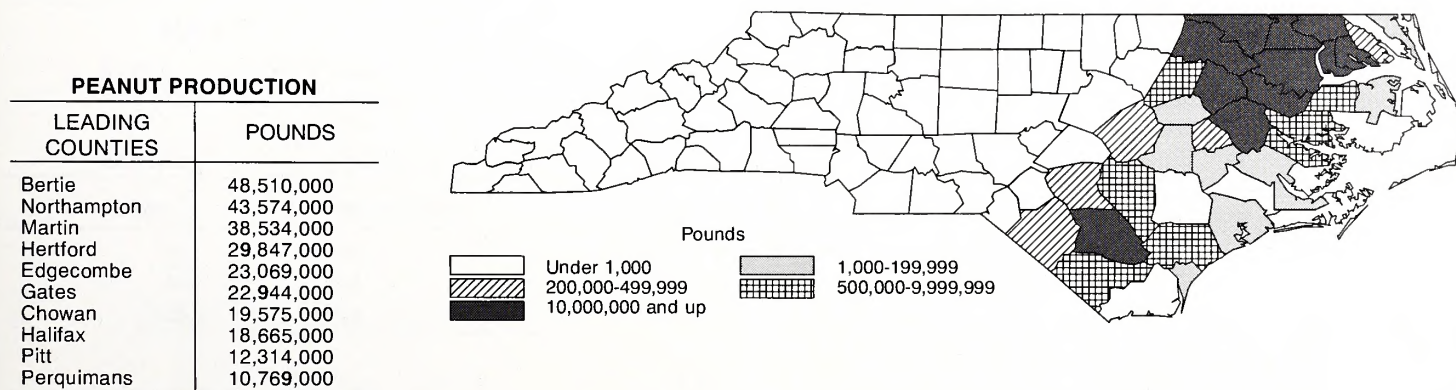 PEANUT PRODUCTION
LEADING COUNTIES POUNDS
Bertie 48,510,000
Northampton 43,574,000
Martin 38,534,000
Hertford 29,847,000
Edgecombe 23,069,000
Gates 22,944,000
Chowan 19,575,000
Halifax 18,665,000
Pitt 12,314,000
Perquimans 10,769,000
Pounds
Under 1,000
200,000-499,999
10,000,000 and up
1,000-199,999
500,000-9,999,999